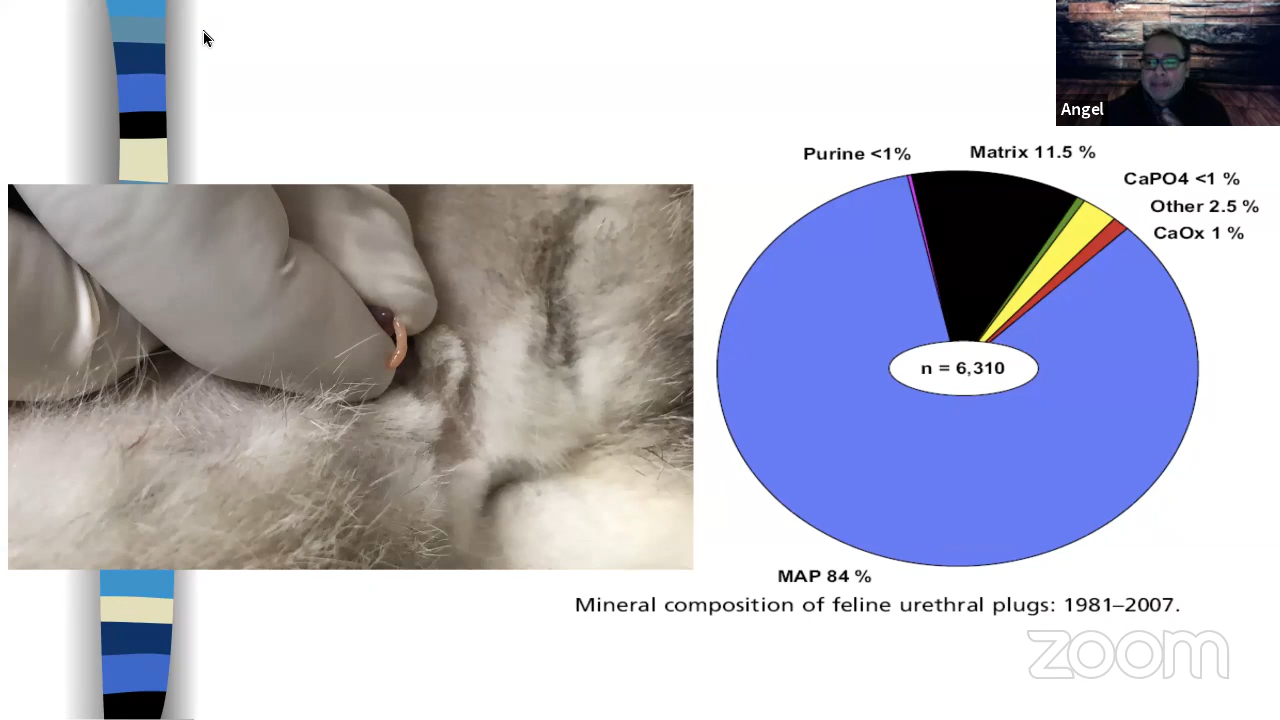 Angel
Purine <1%
Matrix 11.5 %
CaPO4 <1 %
Other 2.5 %
CaOx 1 %
n = 6,310
MAP 84 %
Mineral composition of feline urethral plugs: 1981–2007.
zoom